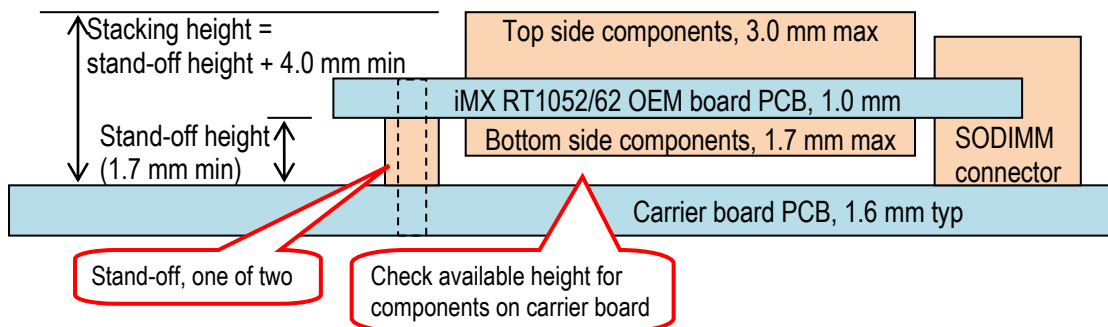 Stacking height =
stand-off height + 4.0 mm min
Top side components, 3.0 mm max
iMX RT1052/62 OEM board PCB, 1.0 mm
Stand-off height
(1.7 mm min)
Bottom side components, 1.7 mm max
SODIMM
connector
Carrier board PCB, 1.6 mm typ
Stand-off, one of two
Check available height for
components on carrier board